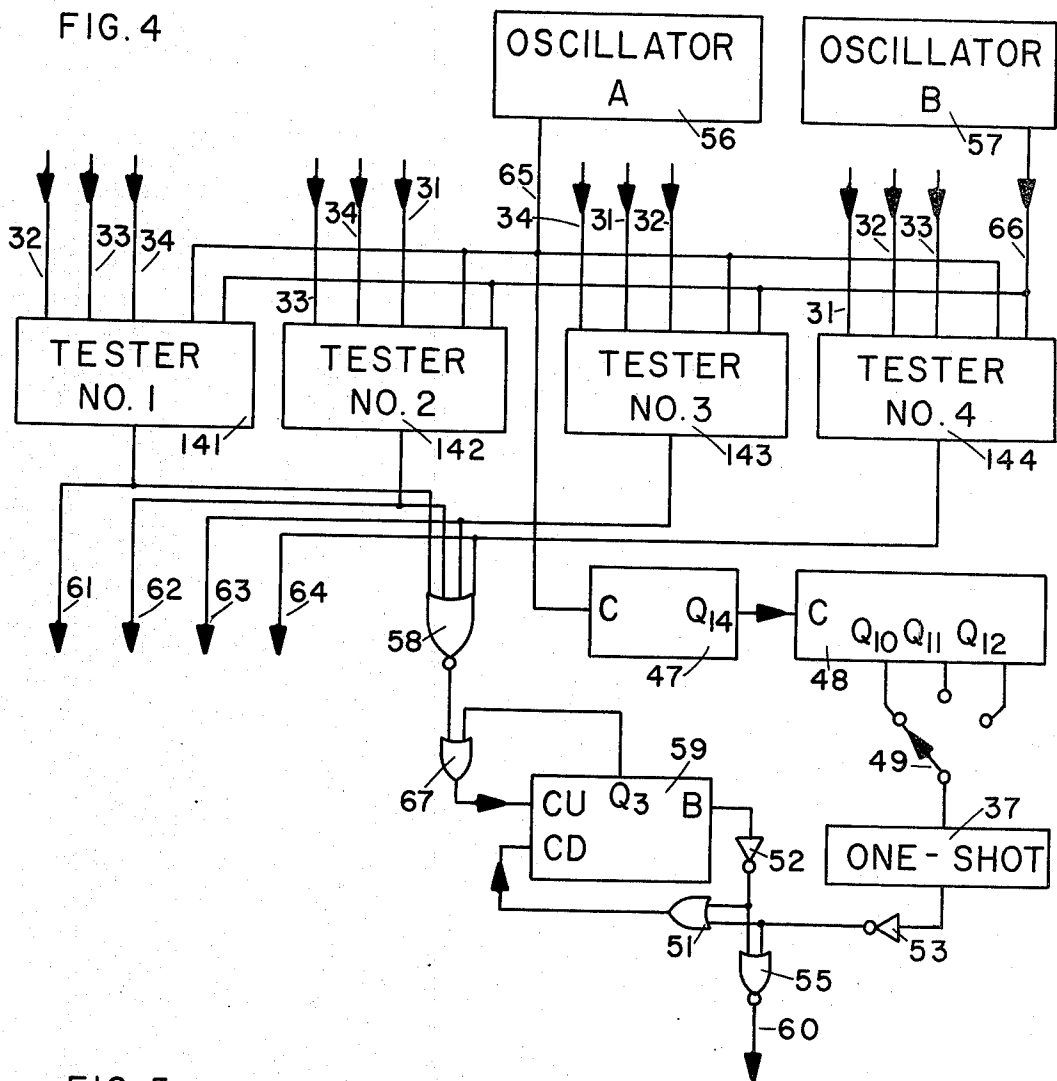 FIG. 4
OSCILLATOR
A
56
OSCILLATOR
B
57
32
33
34
33
34
31
65
34
31
32
31
32
33
66
TESTER
NO. 1
141
TESTER
NO. 2
142
TESTER
NO. 3
143
TESTER
NO. 4
144
61
62
63
64
58
C
Q14
47
C
Q10
Q11
Q12
48
49
67
CU
Q3
B
CD
59
52
37
ONE-SHOT
51
53
55
60